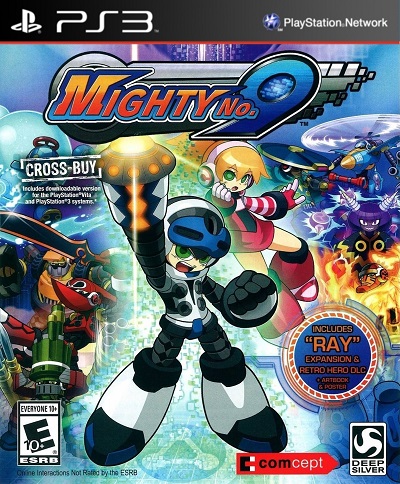 PS3
PlayStation®Network
MIGHTY No. 9
TM
CROSS-BUY
Includes downloadable version
for the PlayStation®Vita
and PlayStation®3 systems.*
INCLUDES
"RAY"
EXPANSION &
RETRO HERO DLC
+ ARTBOOK
& POSTER
EVERYONE 10+
E
10+
ESRB
Online Interactions Not Rated by the ESRB
comcept
DEEP
SILVER